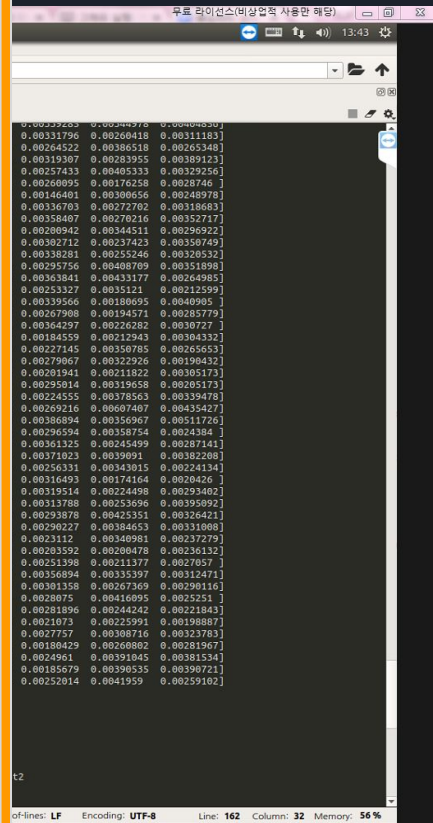 무료 라이선스(비상업적 사용만 해당)
13:43
0.00339283 0.00344978 0.00404836]
0.00331796 0.00260418 0.00311183]
0.00264522 0.00386518 0.00265348]
0.00319307 0.00283955 0.00389123]
0.00257433 0.00405333 0.00329256]
0.00260095 0.00176258 0.0028746 ]
0.00146401 0.00300656 0.00248978]
0.00336703 0.00272702 0.00318683]
0.00358407 0.00270216 0.00352717]
0.00200942 0.00344511 0.00296922]
0.00302712 0.00237423 0.00350749]
0.00338281 0.00255246 0.00320532]
0.00295756 0.00408709 0.00351898]
0.00363841 0.00433177 0.00264985]
0.00253327 0.0035121 0.00212599]
0.00339566 0.00180695 0.0040905 ]
0.00267908 0.00194571 0.00285779]
0.00364297 0.00226282 0.0030727 ]
0.00184559 0.00212943 0.00304332]
0.00227145 0.00350785 0.00265653]
0.00279067 0.00322926 0.00190432]
0.00201941 0.00211822 0.00305173]
0.00295014 0.00319658 0.00205173]
0.00224555 0.00378563 0.00339478]
0.00269216 0.00607407 0.00435427]
0.00386894 0.00356967 0.00511726]
0.00296594 0.00358754 0.0024384 ]
0.00361325 0.00245499 0.00287141]
0.00371023 0.0039091 0.00382208]
0.00256331 0.00343015 0.00224134]
0.00316493 0.00174164 0.0020426 ]
0.00319514 0.00224498 0.00293402]
0.00313788 0.00253696 0.00395092]
0.00293878 0.00425351 0.00326421]
0.00290227 0.00384653 0.00331008]
0.0023112 0.00340981 0.00237279]
0.00203592 0.00200478 0.00236132]
0.00251398 0.00211377 0.0027057 ]
0.00356894 0.00335397 0.00312471]
0.00301358 0.00267369 0.00290116]
0.0028075 0.00416095 0.0025251 ]
0.00281896 0.00244242 0.00221843]
0.0021073 0.00225991 0.00198887]
0.0027757 0.00308716 0.00323783]
0.00180429 0.00260802 0.00281967]
0.0024961 0.00391045 0.00381534]
0.00185679 0.00390535 0.00390721]
0.00252014 0.0041959 0.00259102]
t2
of-lines: LF Encoding: UTF-8 Line: 162 Column: 32 Memory: 56 %